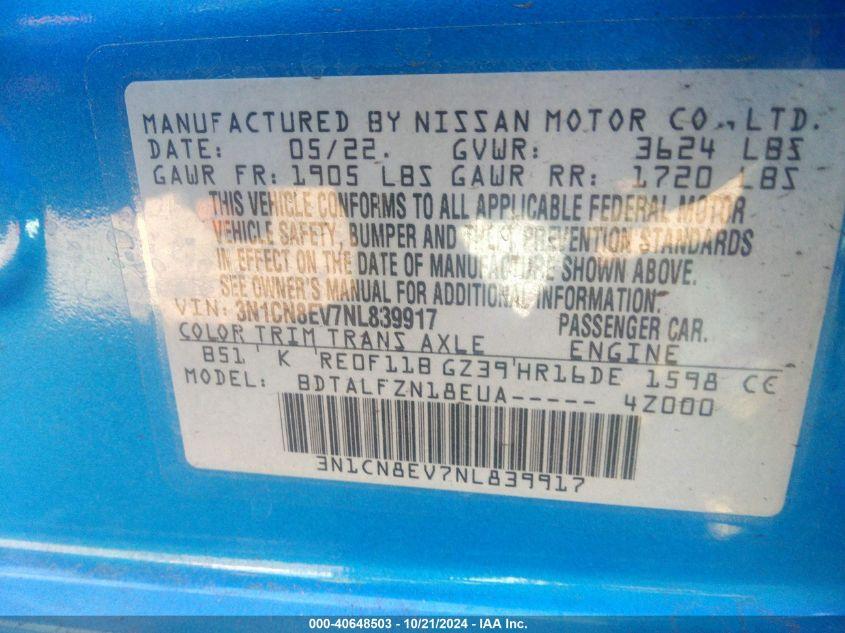 MANUFACTURED BY NISSAN MOTOR CO., LTD.
DATE: 05/22. GVWR: 3624 LBS
GAWR FR: 1905 LBS GAWR RR: 1720 LBS
THIS VEHICLE CONFORMS TO ALL APPLICABLE FEDERAL MOTOR
VEHICLE SAFETY, BUMPER AND THEFT PREVENTION STANDARDS
IN EFFECT ON THE DATE OF MANUFACTURE SHOWN ABOVE.
SEE OWNER'S MANUAL FOR ADDITIONAL INFORMATION.
VIN: 3N1CN8EV7NL839917 PASSENGER CAR.
COLOR TRIM TRANS AXLE ENGINE
B51 K RE0F11B GZ39 HR16DE 1598 CC
MODEL: BDTALFZN18EUA----- 4Z000
3N1CN8EV7NL839917
000-40648503 - 10/21/2024 - IAA Inc.